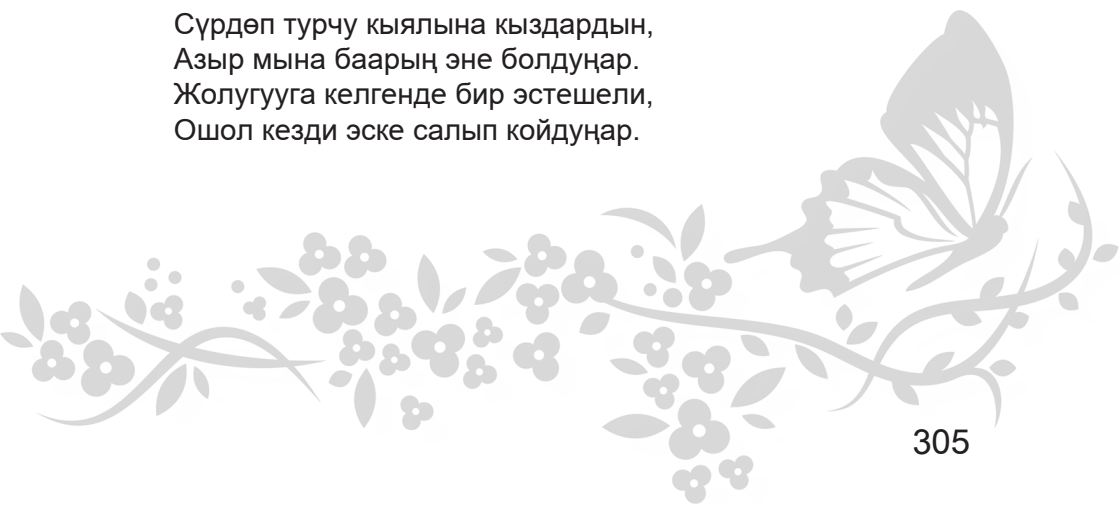 Сүрдөп турчу кыялына кыздардын,
Азыр мына баарың эне болдуңар.
Жолугууга келгенде бир эстешели,
Ошол кезди эске салып койдуңар.
305